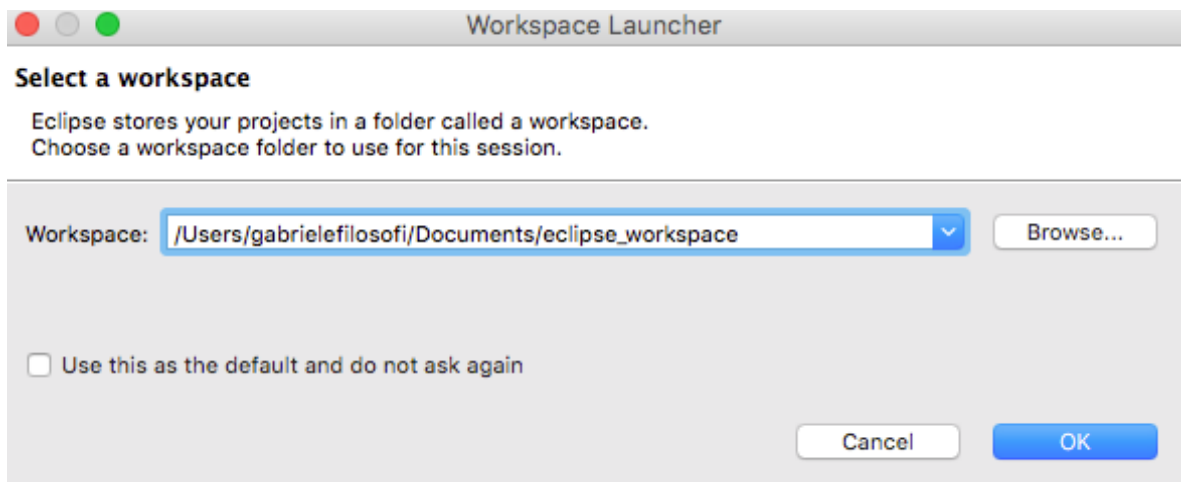 Workspace Launcher
Select a workspace
Eclipse stores your projects in a folder called a workspace.
Choose a workspace folder to use for this session.
Workspace: /Users/gabrielefilosofi/Documents/eclipse_workspace Browse...
Use this as the default and do not ask again
Cancel OK